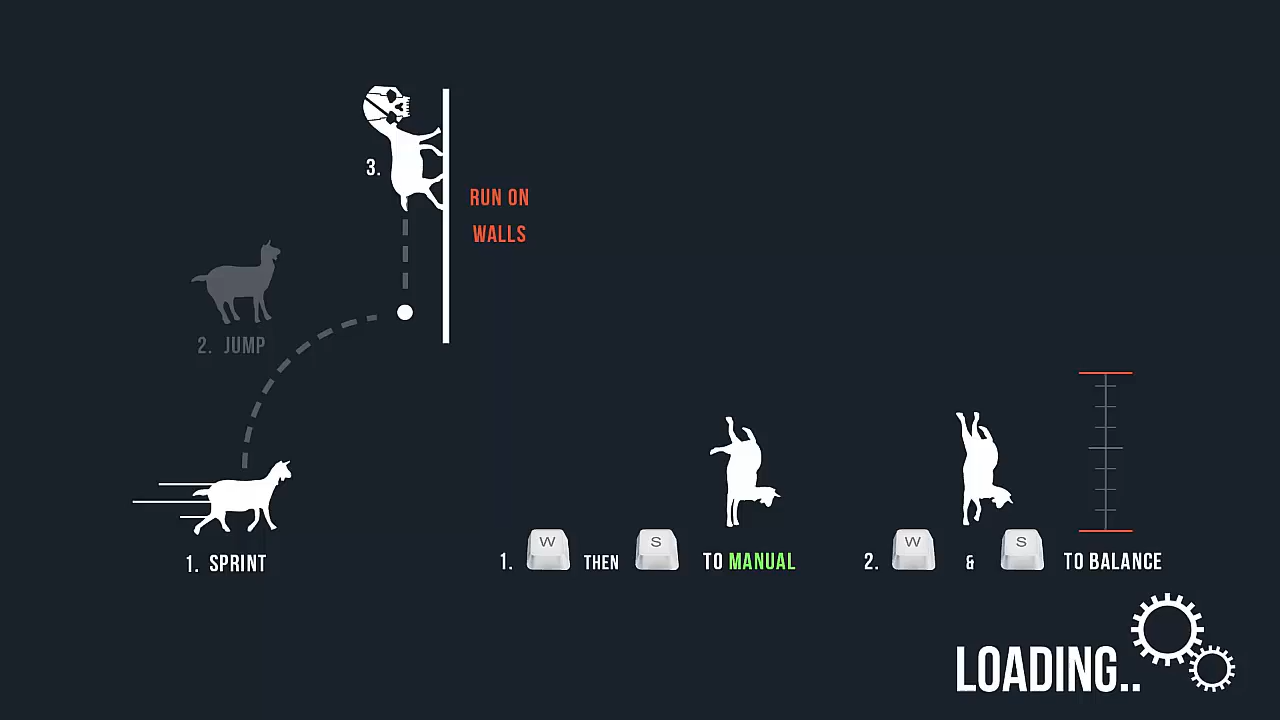 3.
RUN ON
WALLS
2. JUMP
1. SPRINT
1. W THEN S TO MANUAL
2. W & S TO BALANCE
LOADING..